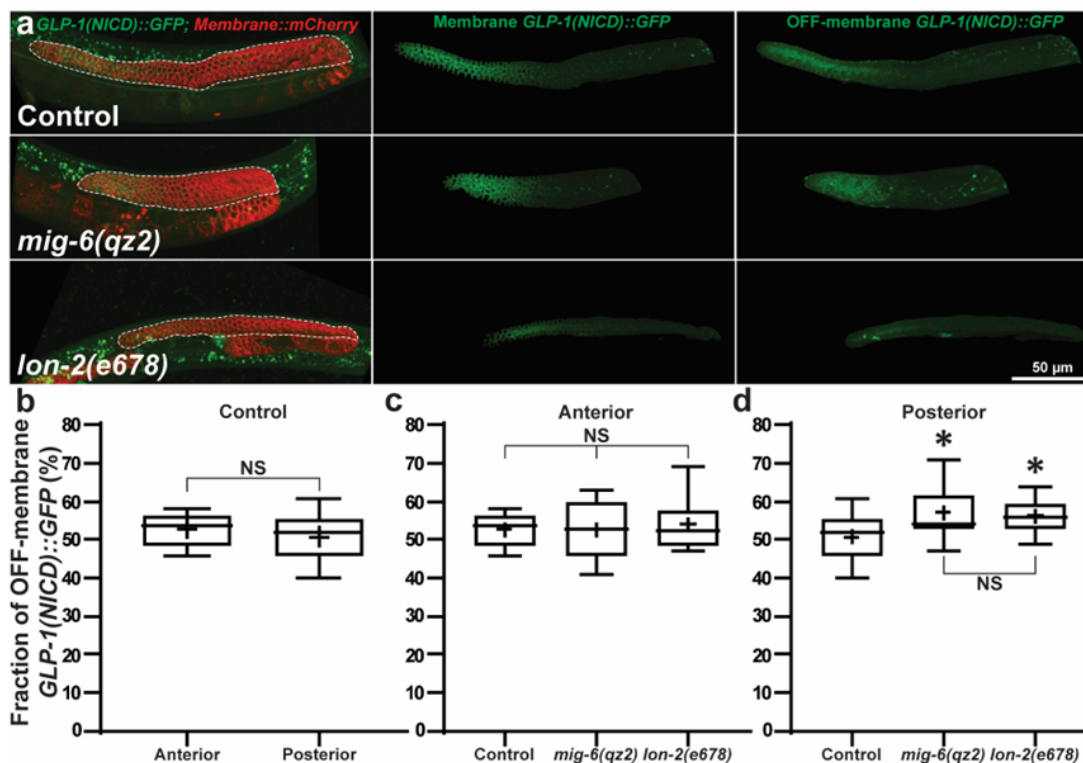 a
GLP-1(NICD)::GFP; Membrane::mCherry
Membrane GLP-1(NICD)::GFP
OFF-membrane GLP-1(NICD)::GFP
Control
mig-6(qz2)
lon-2(e678)
50 µm
b
Control
Fraction of OFF-membrane
GLP-1(NICD)::GFP (%)
80
70
60
50
40
30
20
10
0
NS
Anterior
Posterior
c
Anterior
80
70
60
50
40
30
20
10
0
NS
Control
mig-6(qz2)
lon-2(e678)
d
Posterior
80
70
60
50
40
30
20
10
0
*
*
NS
Control
mig-6(qz2)
lon-2(e678)